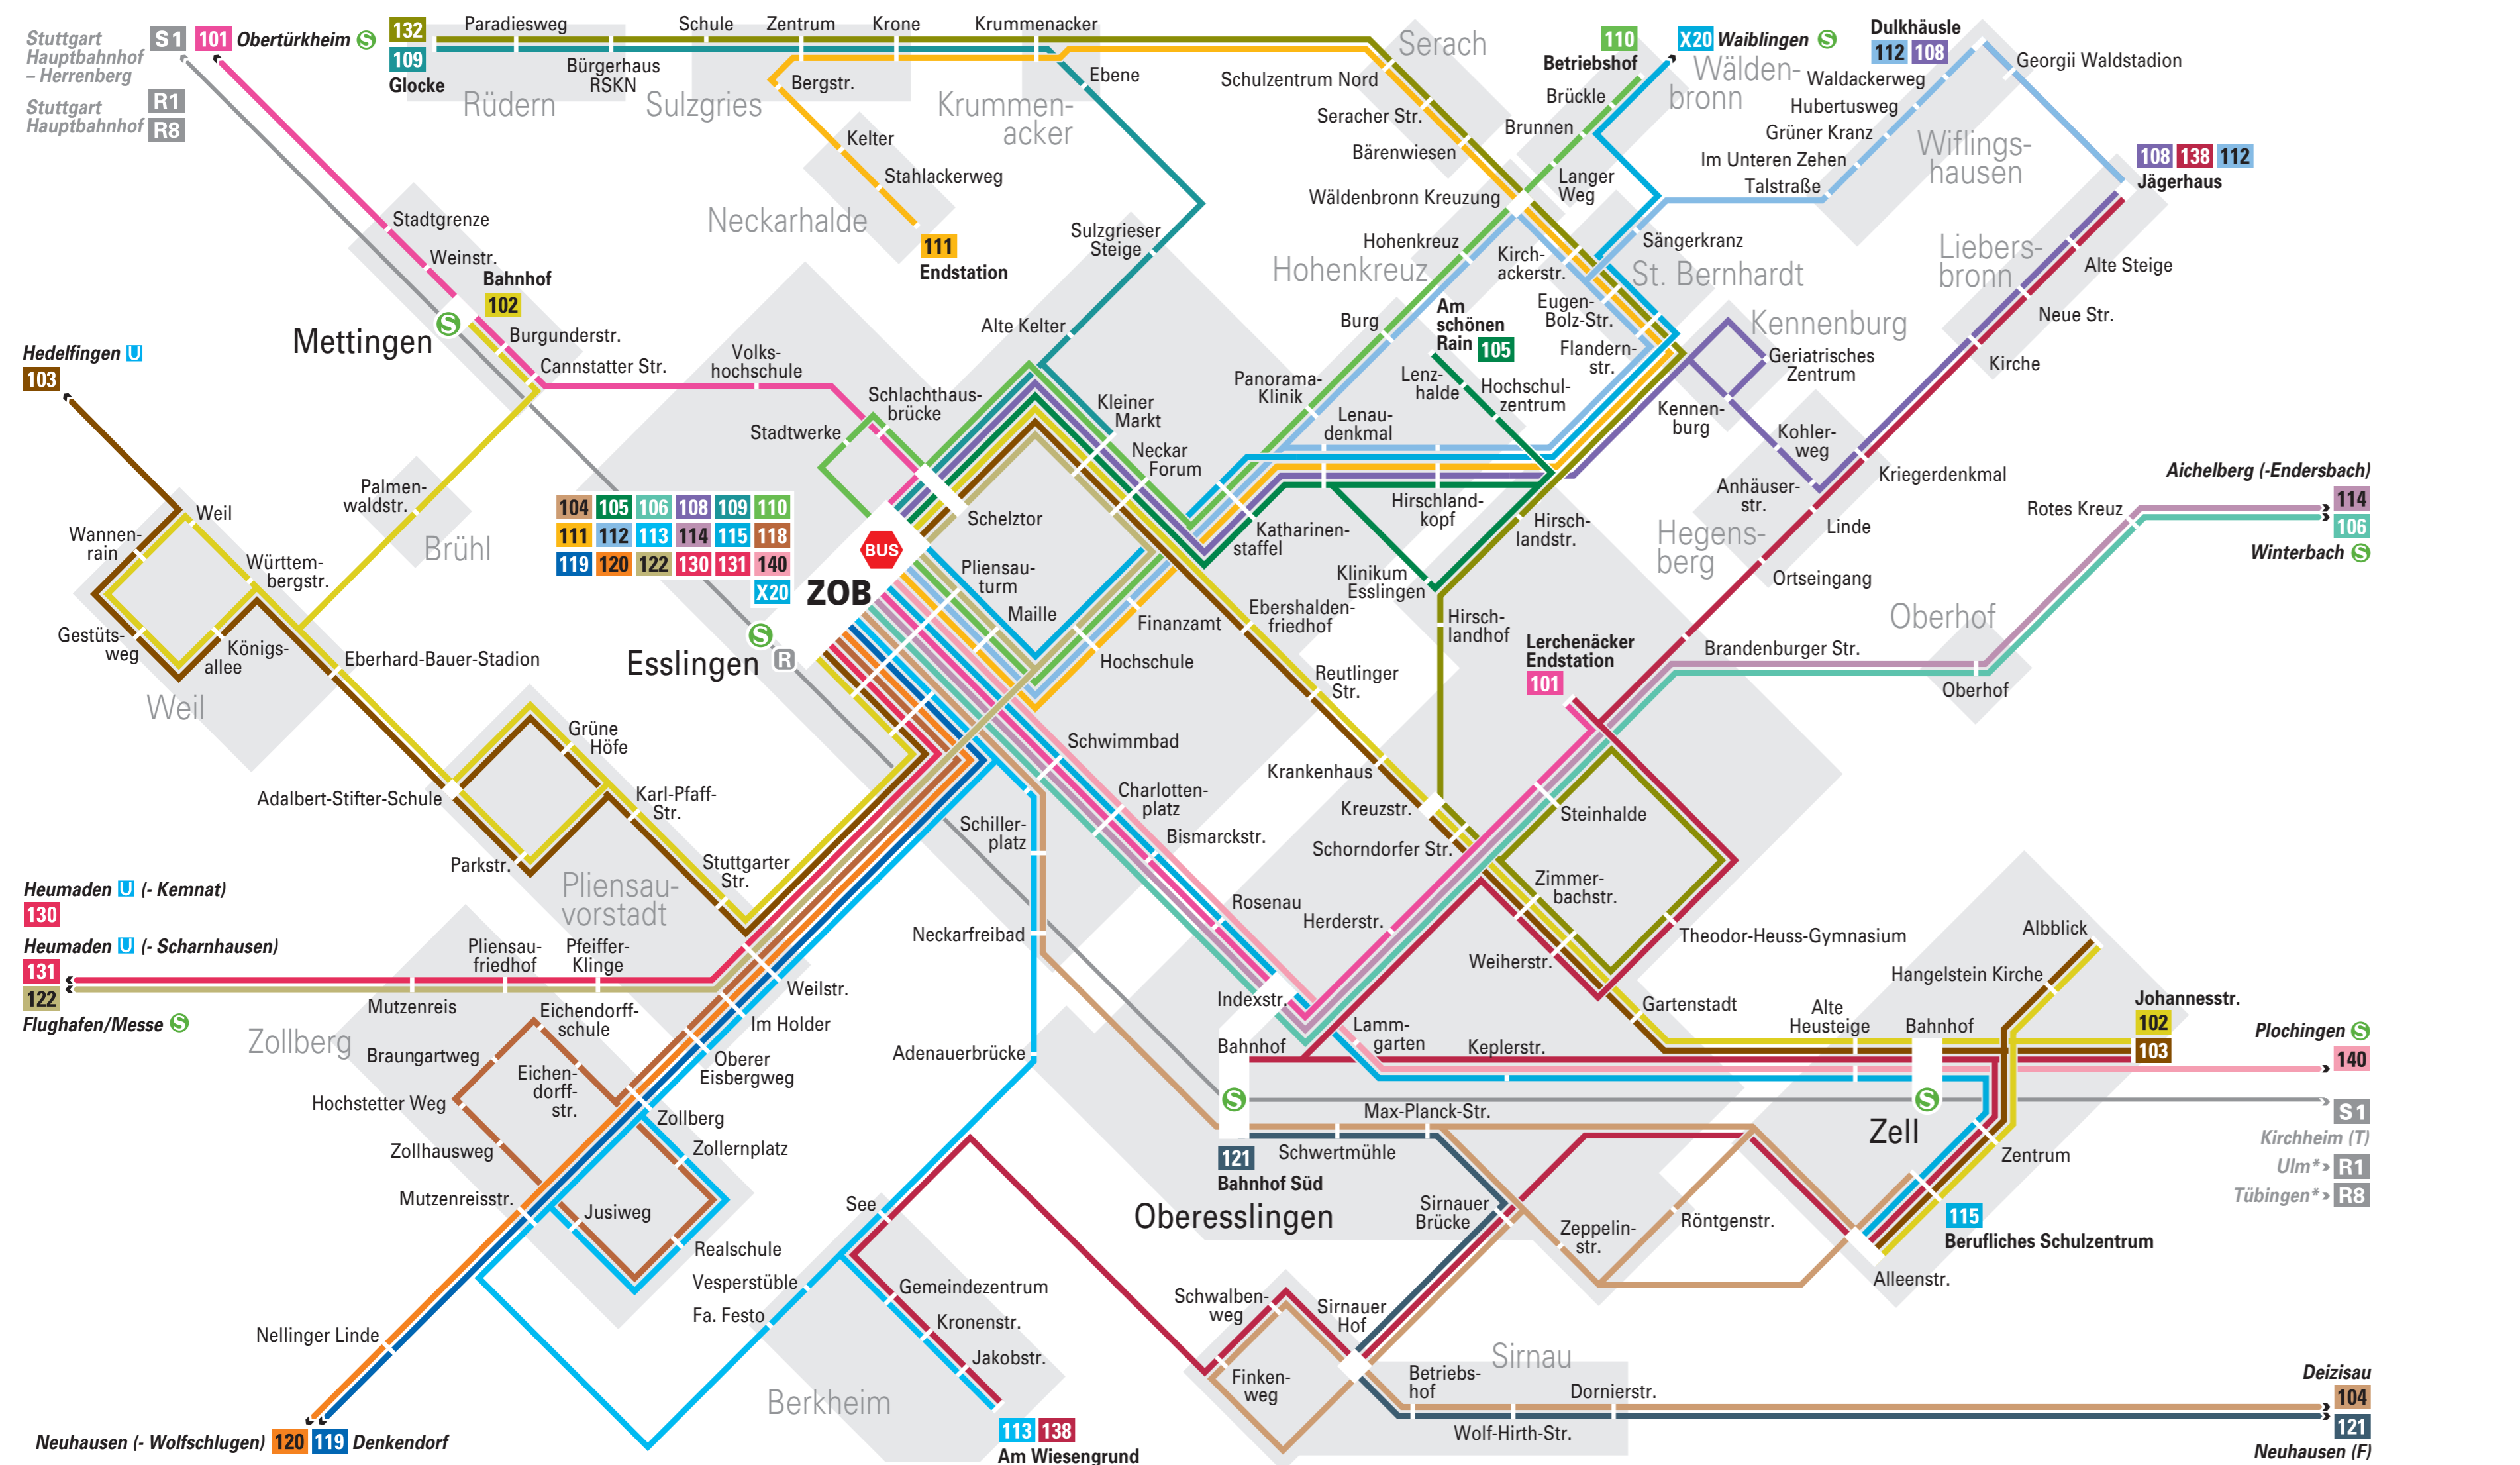 Stuttgart
Hauptbahnhof
– Herrenberg
S1
101
Obertürkheim S
Stuttgart
Hauptbahnhof
R1
R8
132
109
Glocke
Paradiesweg
Bürgerhaus
RSKN
Schule
Zentrum
Krone
Krummenacker
Bergstr.
Ebene
Rüdern
Sulzgries
Krummen-
acker
Kelter
Stahlackerweg
Neckarhalde
111
Endstation
Sulzgrieser
Steige
Alte Kelter
Serach
Schulzentrum Nord
Seracher Str.
Bärenwiesen
Wäldenbronn Kreuzung
110
Betriebshof
Brückle
Brunnen
Langer
Weg
X20 Waiblingen S
Wälden-
bronn
Dulkhäusle
112 108
Waldackerweg
Hubertusweg
Grüner Kranz
Im Unteren Zehen
Talstraße
Georgii Waldstadion
Wiflings-
hausen
108 138 112
Jägerhaus
Sängerkranz
St. Bernhardt
Liebers-
bronn
Alte Steige
Neue Str.
Kirche
Hohenkreuz
Hohenkreuz
Kirch-
ackerstr.
Eugen-
Bolz-Str.
Flandern-
str.
Burg
Am
schönen
Rain 105
Lenz-
halde
Hochschul-
zentrum
Panorama-
Klinik
Lenau-
denkmal
Kennenburg
Geriatrisches
Zentrum
Kennen-
burg
Kohler-
weg
Anhäuser-
str.
Kriegerdenkmal
Linde
Hegens-
berg
Ortseingang
Stadtgrenze
Weinstr.
Bahnhof
102
S
Mettingen
Burgunderstr.
Cannstatter Str.
Volks-
hochschule
Schlachthaus-
brücke
Stadtwerke
Kleiner
Markt
Neckar
Forum
Hedelfingen U
103
Weil
Wannen-
rain
Württem-
bergstr.
Gestüts-
weg
Königs-
allee
Weil
Palmen-
waldstr.
Brühl
Eberhard-Bauer-Stadion
104 105 106 108 109 110
111 112 113 114 115 118
119 120 122 130 131 140
X20
BUS
ZOB
S
Esslingen R
Schelztor
Pliensau-
turm
Maille
Finanzamt
Hochschule
Katharinen-
staffel
Hirschland-
kopf
Hirsch-
landstr.
Klinikum
Esslingen
Hirsch-
landhof
Ebershalden-
friedhof
Reutlinger
Str.
Krankenhaus
Kreuzstr.
Schorndorfer Str.
Aichelberg (-Endersbach)
114
106
Winterbach S
Rotes Kreuz
Oberhof
Oberhof
Brandenburger Str.
Lerchenäcker
Endstation
101
Steinhalde
Zimmer-
bachstr.
Theodor-Heuss-Gymnasium
Weiherstr.
Gartenstadt
Adalbert-Stifter-Schule
Grüne
Höfe
Karl-Pfaff-
Str.
Parkstr.
Stuttgarter
Str.
Pliensau-
vorstadt
Schwimmbad
Charlotten-
platz
Bismarckstr.
Schiller-
platz
Rosenau
Herderstr.
Neckarfreibad
Indexstr.
Lamm-
garten
Bahnhof
Keplerstr.
Adenauerbrücke
Heumaden U (- Kemnat)
130
Heumaden U (- Scharnhausen)
131
122
Flughafen/Messe S
Mutzenreis
Pliensau-
friedhof
Pfeiffer-
Klinge
Weilstr.
Im Holder
Oberer
Eisbergweg
Zollberg
Eichendorff-
schule
Braungartweg
Eichen-
dorff-
str.
Hochstetter Weg
Zollberg
Zollernplatz
Zollhausweg
Mutzenreisstr.
Jusiweg
Realschule
Nellinger Linde
Neuhausen (- Wolfschlugen) 120 119 Denkendorf
See
Vesperstüble
Fa. Festo
Gemeindezentrum
Kronenstr.
Jakobstr.
Berkheim
113 138
Am Wiesengrund
Albblick
Hangelstein Kirche
Alte
Heusteige
Bahnhof
Johannesstr.
102
103
Plochingen S
140
S
S
Max-Planck-Str.
Zell
S1
Kirchheim (T)
Ulm* R1
Tübingen* R8
Zentrum
115
Berufliches Schulzentrum
Alleenstr.
121
Bahnhof Süd
Schwertmühle
Oberesslingen
Sirnauer
Brücke
Zeppelin-
str.
Röntgenstr.
Schwalben-
weg
Sirnauer
Hof
Finken-
weg
Sirnau
Betriebs-
hof
Dornierstr.
Wolf-Hirth-Str.
Deizisau
104
121
Neuhausen (F)